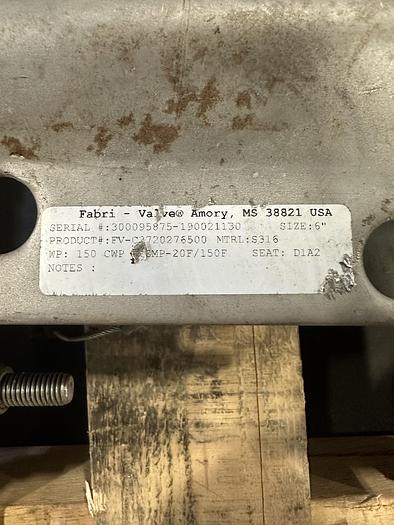 Fabri - Valve® Amory, MS 38821 USA
SERIAL #:300095875-190021130 SIZE:6"
PRODUCT#:FV-C3720276500 MTRL:S316
WP: 150 CWP -20F/150F SEAT: D1A2
NOTES :